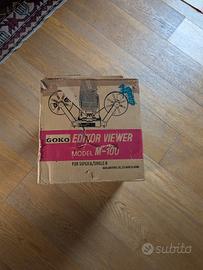 GOKO EDITOR VIEWER
MODEL M-100
FOR SUPER 8/SINGLE 8
subito